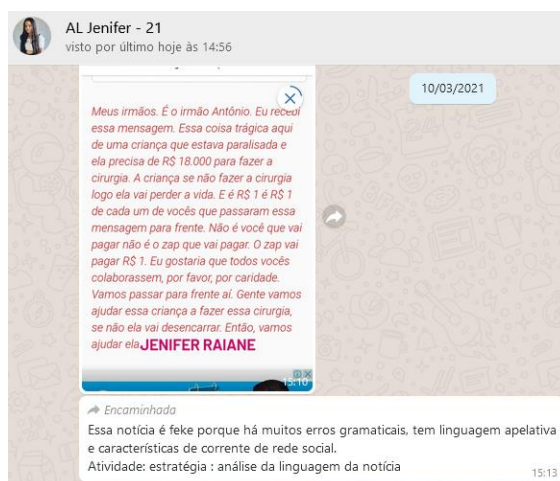 AL Jenifer - 21
visto por último hoje às 14:56
10/03/2021
Meus irmãos. É o irmão Antônio. Eu recebi
essa mensagem. Essa coisa trágica aqui
de uma criança que estava paralisada e
ela precisa de R$ 18.000 para fazer a
cirurgia. A criança se não fazer a cirurgia
logo ela vai perder a vida. E é R$ 1 é R$ 1
de cada um de vocês que passaram essa
mensagem para frente. Não é você que vai
pagar não é o zap que vai pagar. O zap vai
pagar R$ 1. Eu gostaria que todos vocês
colaborassem, por favor, por caridade.
Vamos passar para frente aí. Gente vamos
ajudar essa criança a fazer essa cirurgia,
se não ela vai desencarrar. Então, vamos
ajudar ela JENIFER RAIANE
15:10
Encaminhada
Essa notícia é feke porque há muitos erros gramaticais, tem linguagem apelativa
e características de corrente de rede social.
Atividade: estratégia : análise da linguagem da notícia
15:13